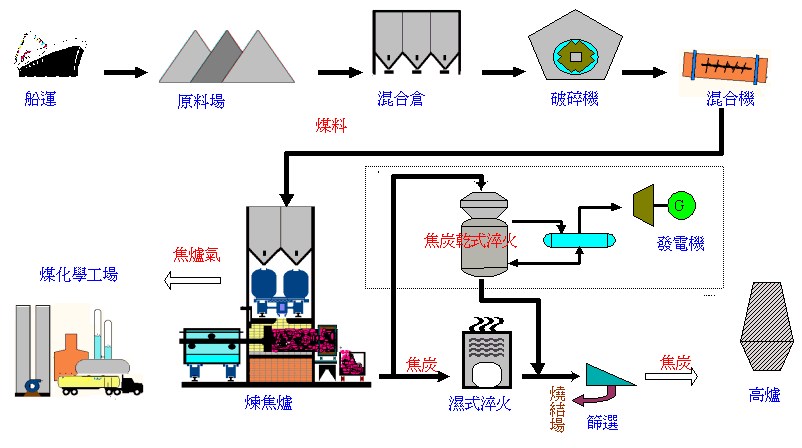 船運
原料場
混合倉
破碎機
混合機
煤料
焦炭乾式淬火
G
發電機
焦爐氣
煤化學工場
煉焦爐
焦炭
濕式淬火
燒結場
篩選
焦炭
高爐